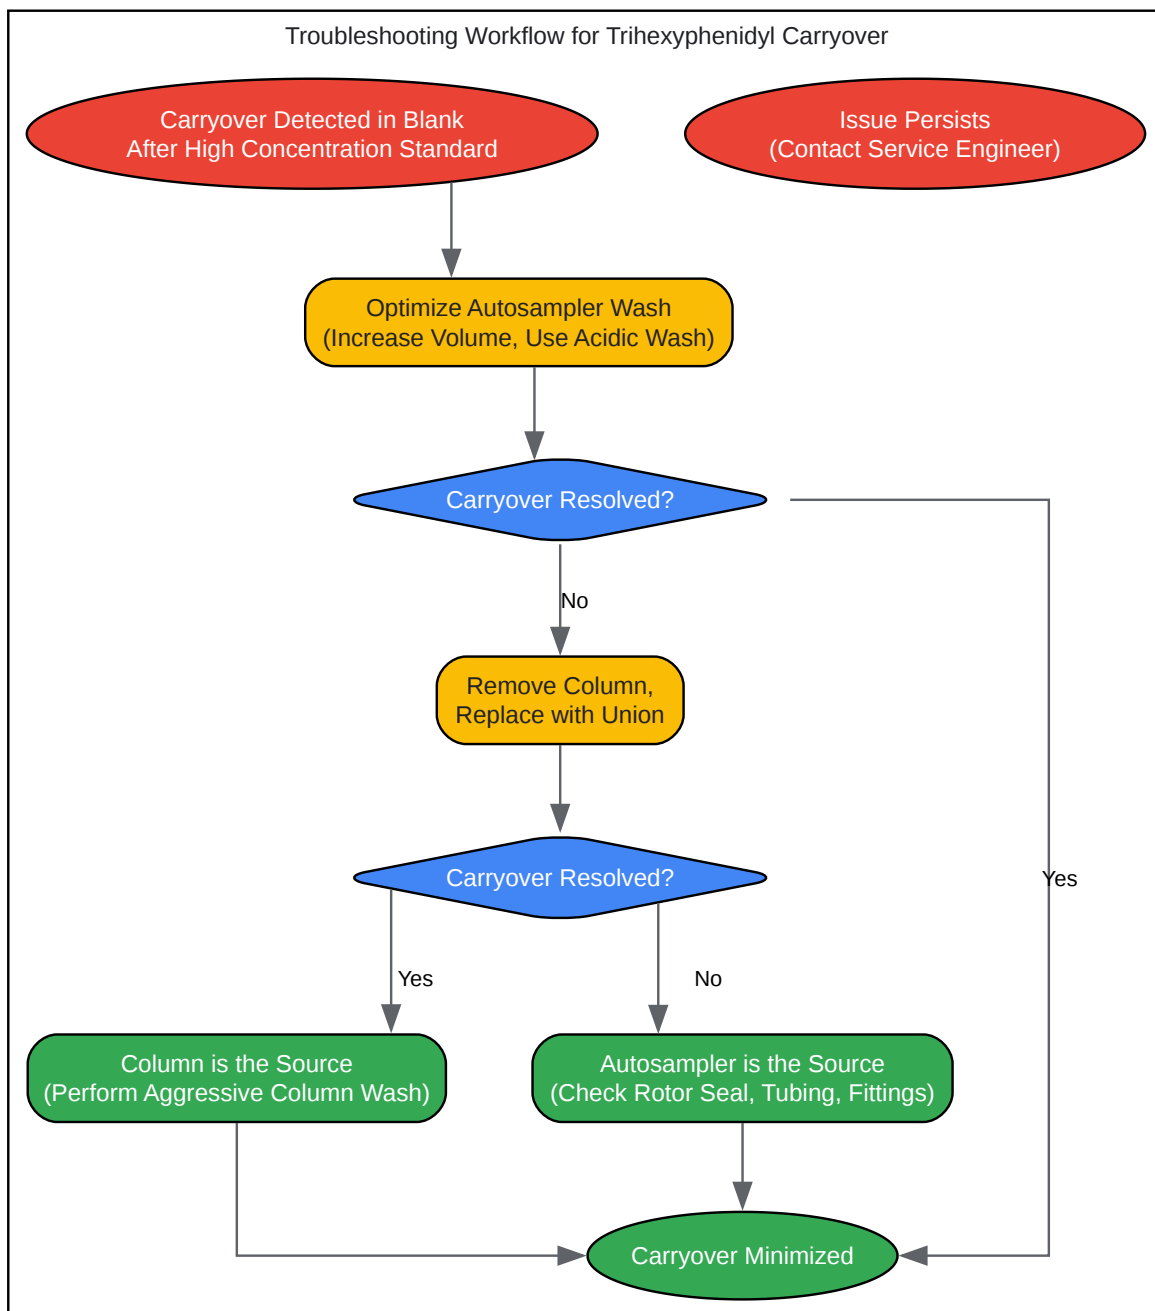 Troubleshooting Workflow for Trihexyphenidyl Carryover
Carryover Detected in Blank
After High Concentration Standard
Issue Persists
(Contact Service Engineer)
Optimize Autosampler Wash
(Increase Volume, Use Acidic Wash)
Carryover Resolved?
No
Remove Column,
Replace with Union
Carryover Resolved?
Yes
Yes
No
Column is the Source
(Perform Aggressive Column Wash)
Autosampler is the Source
(Check Rotor Seal, Tubing, Fittings)
Carryover Minimized